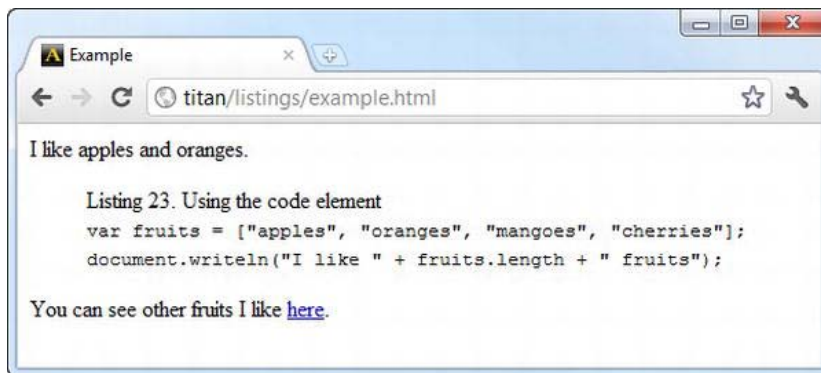 Example
titan/listings/example.html
I like apples and oranges.
Listing 23. Using the code element
var fruits = ["apples", "oranges", "mangoes", "cherries"];
document.writeln("I like " + fruits.length + " fruits");
You can see other fruits I like here.